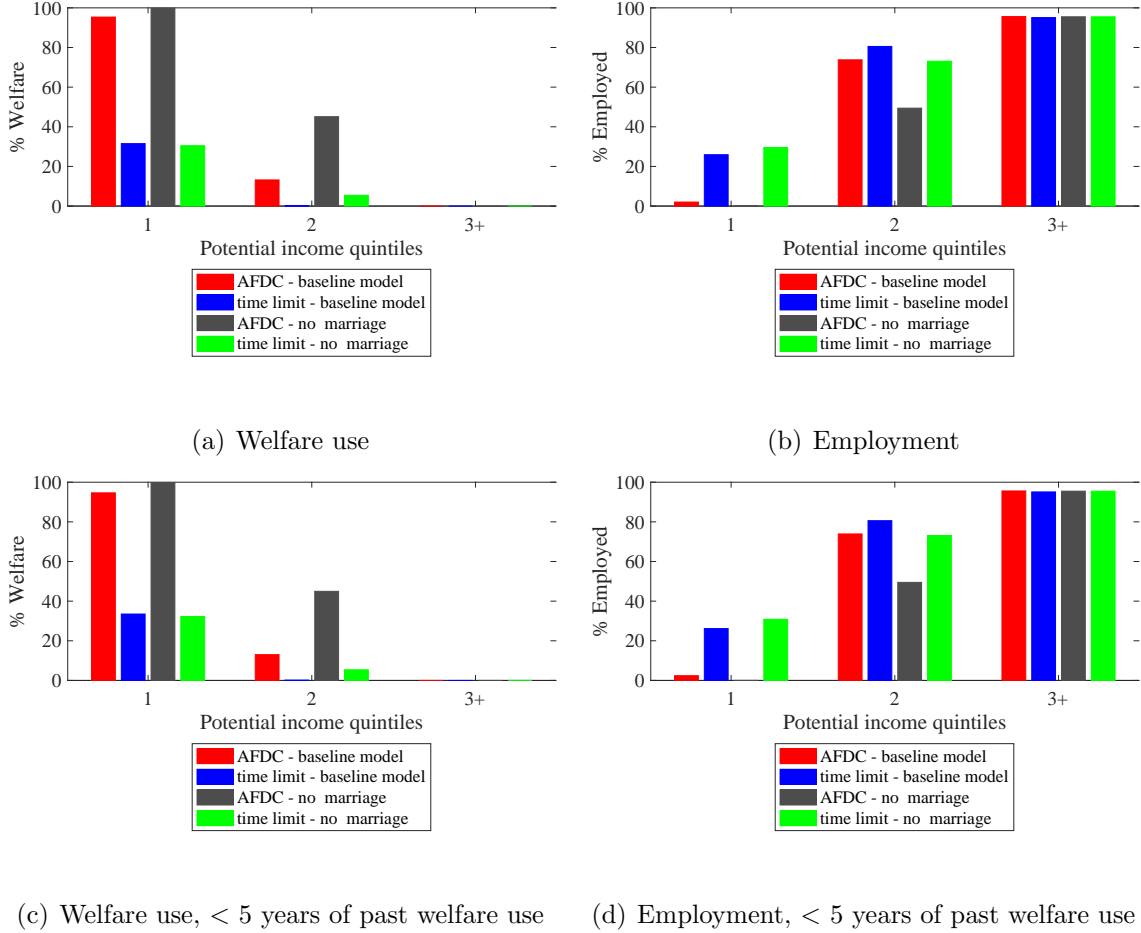 100
80
60
40
20
0
% Welfare
1 2 3+
Potential income quintiles
AFDC - baseline model
time limit - baseline model
AFDC - no marriage
time limit - no marriage
(a) Welfare use
100
80
60
40
20
0
% Employed
1 2 3+
Potential income quintiles
AFDC - baseline model
time limit - baseline model
AFDC - no marriage
time limit - no marriage
(b) Employment
100
80
60
40
20
0
% Welfare
1 2 3+
Potential income quintiles
AFDC - baseline model
time limit - baseline model
AFDC - no marriage
time limit - no marriage
(c) Welfare use, < 5 years of past welfare use
100
80
60
40
20
0
% Employed
1 2 3+
Potential income quintiles
AFDC - baseline model
time limit - baseline model
AFDC - no marriage
time limit - no marriage
(d) Employment, < 5 years of past welfare use